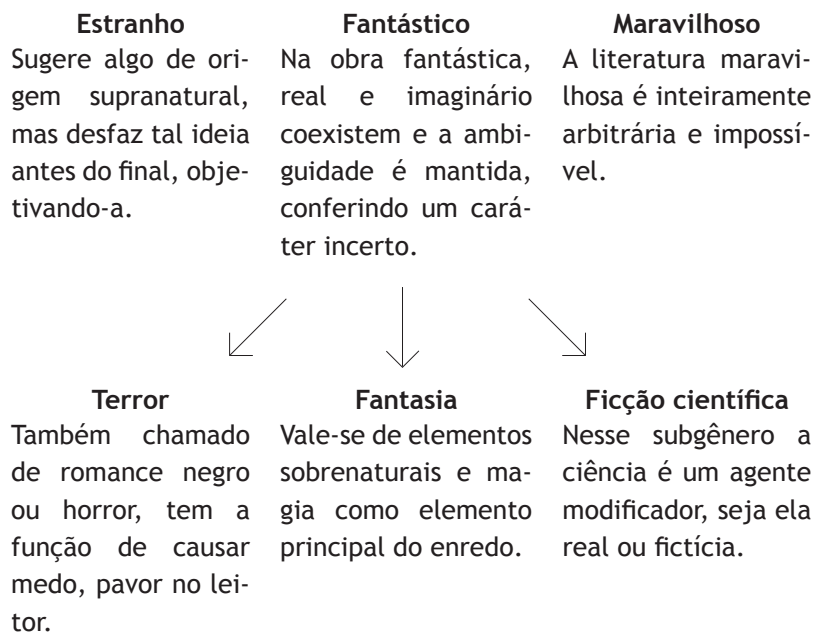 Estranho
Sugere algo de ori-
gem supranatural,
mas desfaz tal ideia
antes do final, obje-
tivando-a.
Fantástico
Na obra fantástica,
real e imaginário
coexistem e a ambi-
guidade é mantida,
conferindo um cará-
ter incerto.
Maravilhoso
A literatura maravi-
lhosa é inteiramente
arbitrária e impossí-
vel.
Terror
Também chamado
de romance negro
ou horror, tem a
função de causar
medo, pavor no lei-
tor.
Fantasia
Vale-se de elementos
sobrenaturais e ma-
gia como elemento
principal do enredo.
Ficção científica
Nesse subgênero a
ciência é um agente
modificador, seja ela
real ou fictícia.